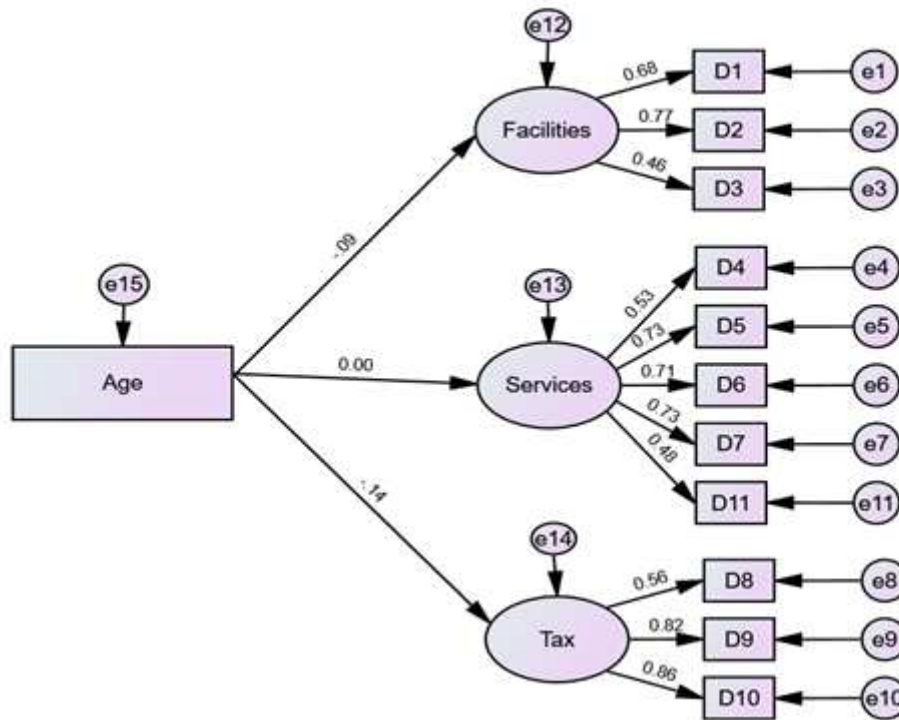 e12
0.68
D1
e1
Facilities
0.77
D2
e2
0.46
D3
e3
-.09
e15
Age
0.00
e13
Services
0.53
D4
e4
0.73
D5
e5
0.71
D6
e6
0.73
D7
e7
0.48
D11
e11
-.14
e14
Tax
0.56
D8
e8
0.82
D9
e9
0.86
D10
e10